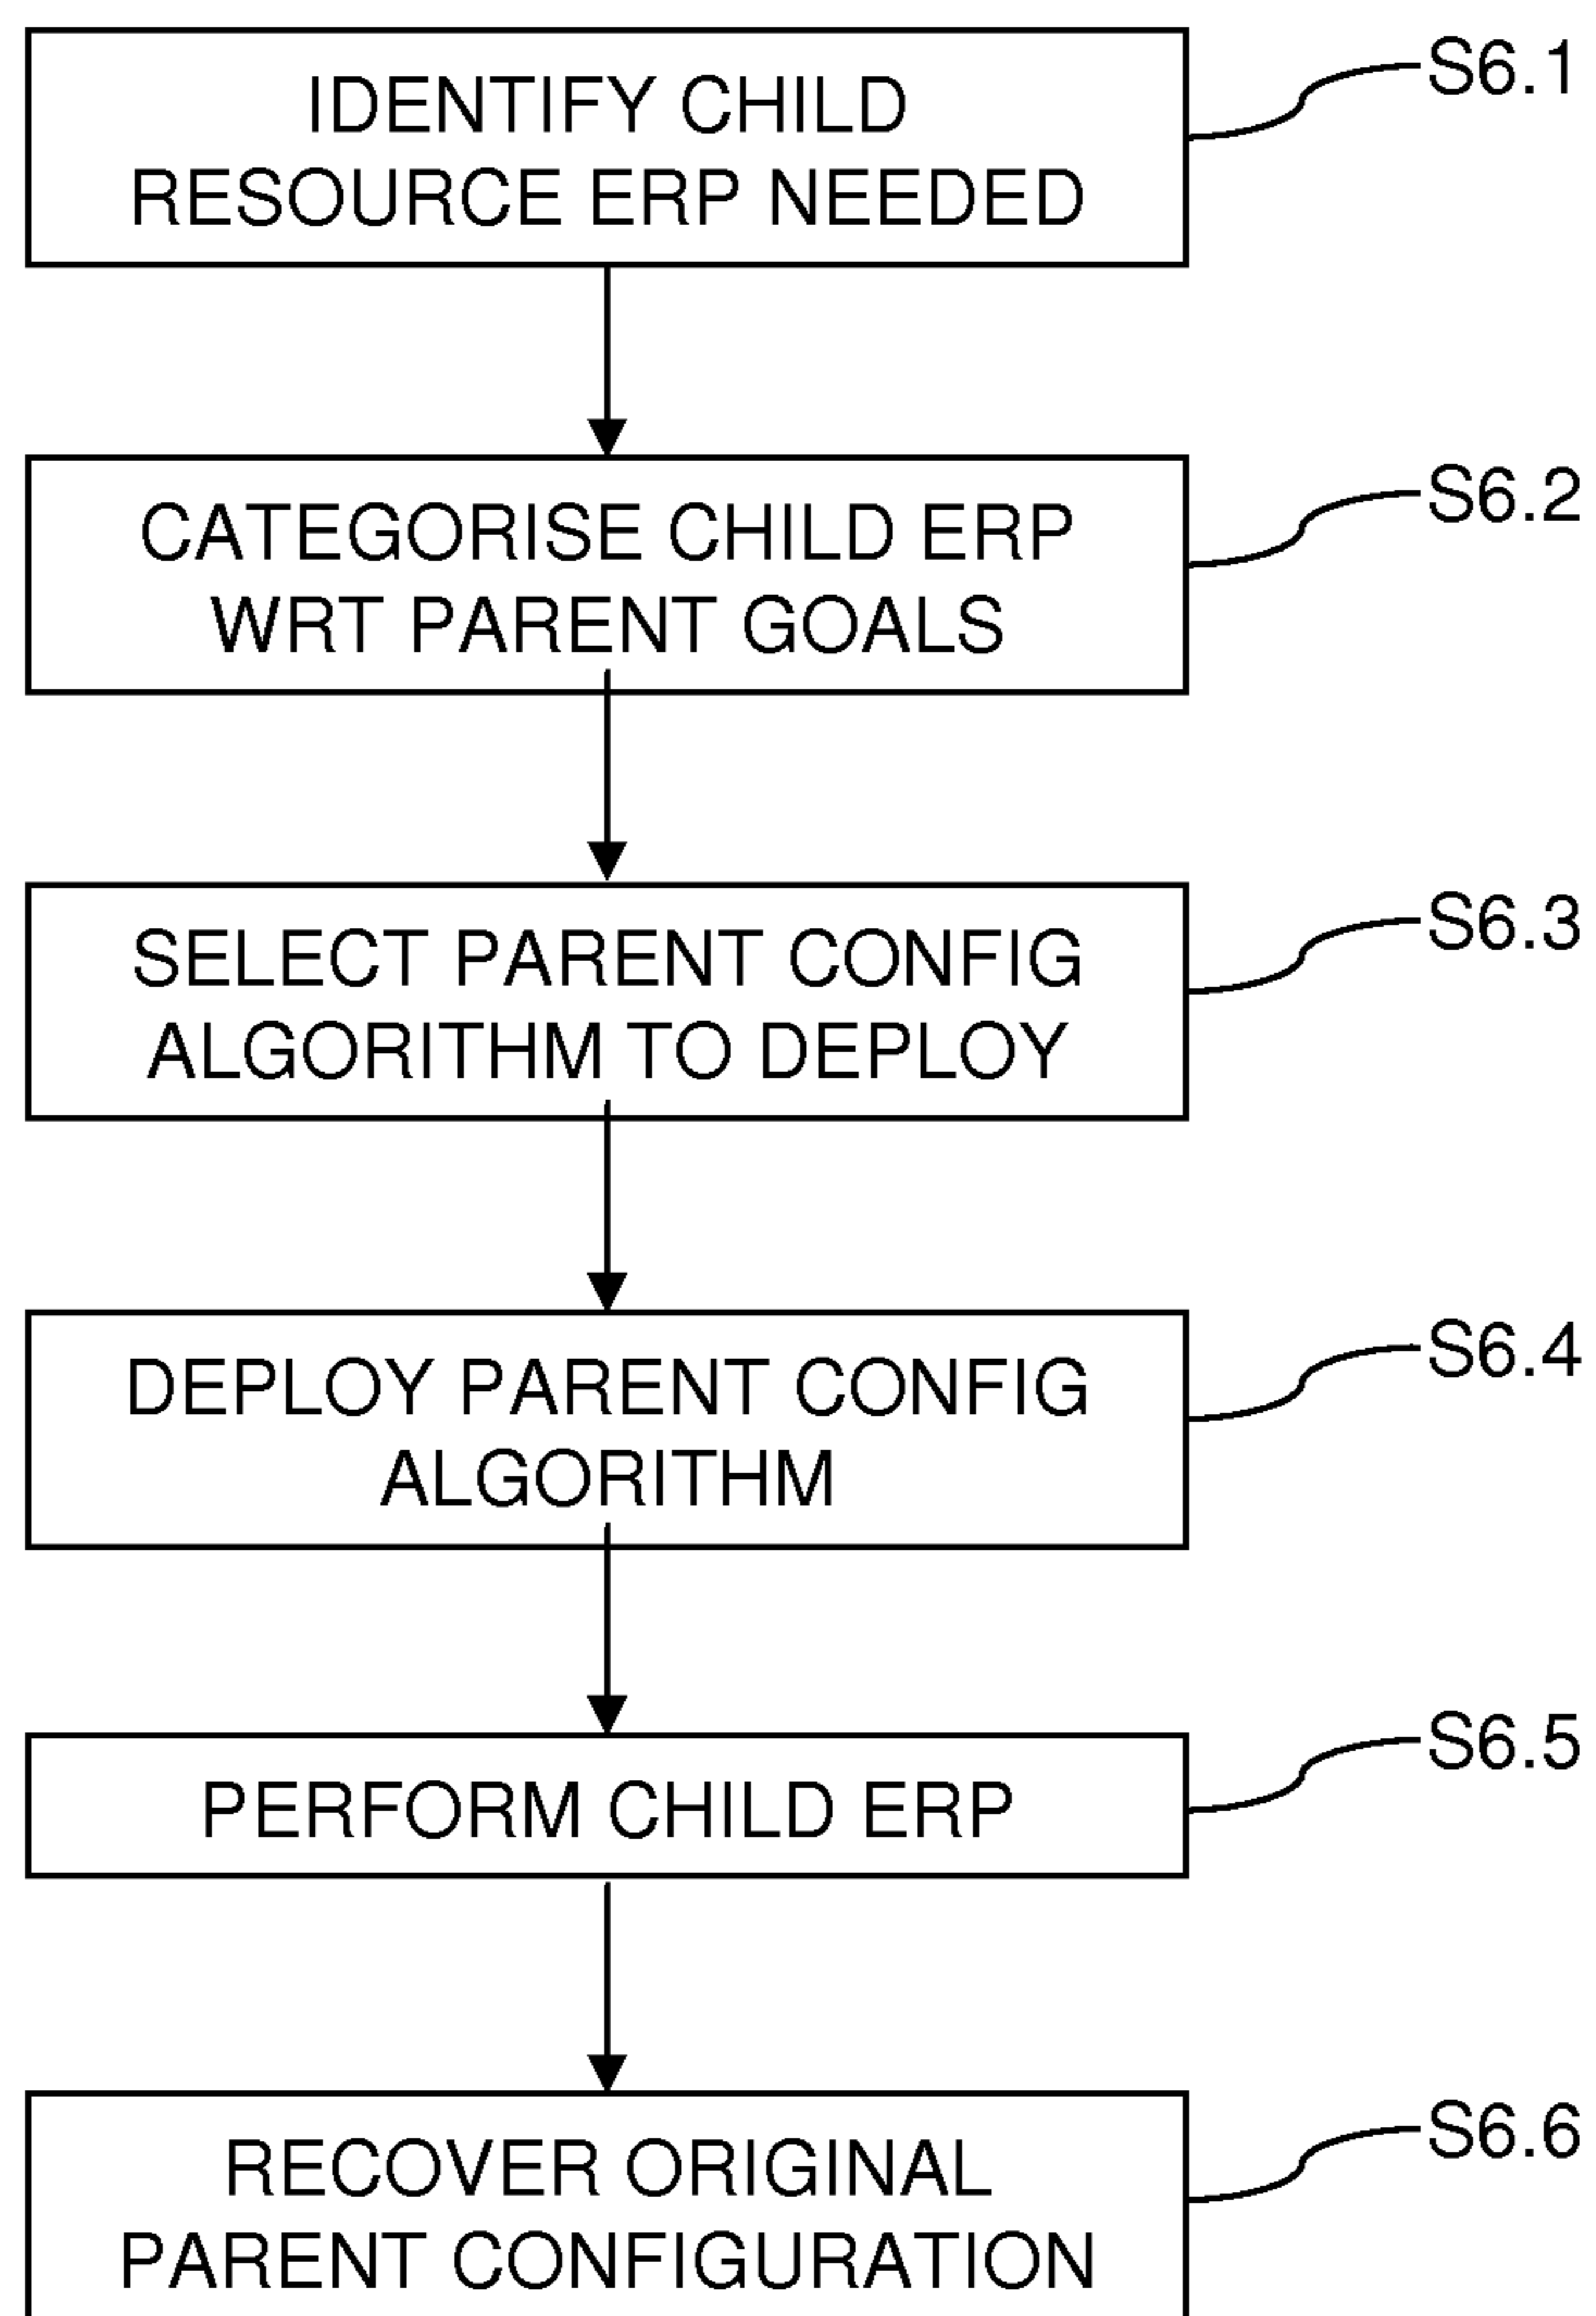 IDENTIFY CHILD
RESOURCE ERP NEEDED
S6.1
CATEGORISE CHILD ERP
WRT PARENT GOALS
S6.2
SELECT PARENT CONFIG
ALGORITHM TO DEPLOY
S6.3
DEPLOY PARENT CONFIG
ALGORITHM
S6.4
PERFORM CHILD ERP
S6.5
RECOVER ORIGINAL
PARENT CONFIGURATION
S6.6